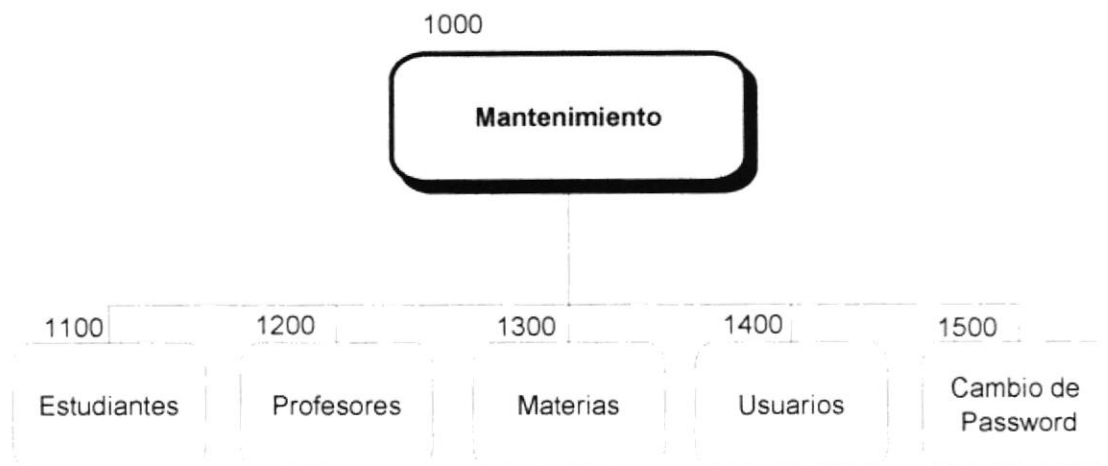 1000
Mantenimiento
1100
1200
1300
1400
1500
Estudiantes
Profesores
Materias
Usuarios
Cambio de
Password